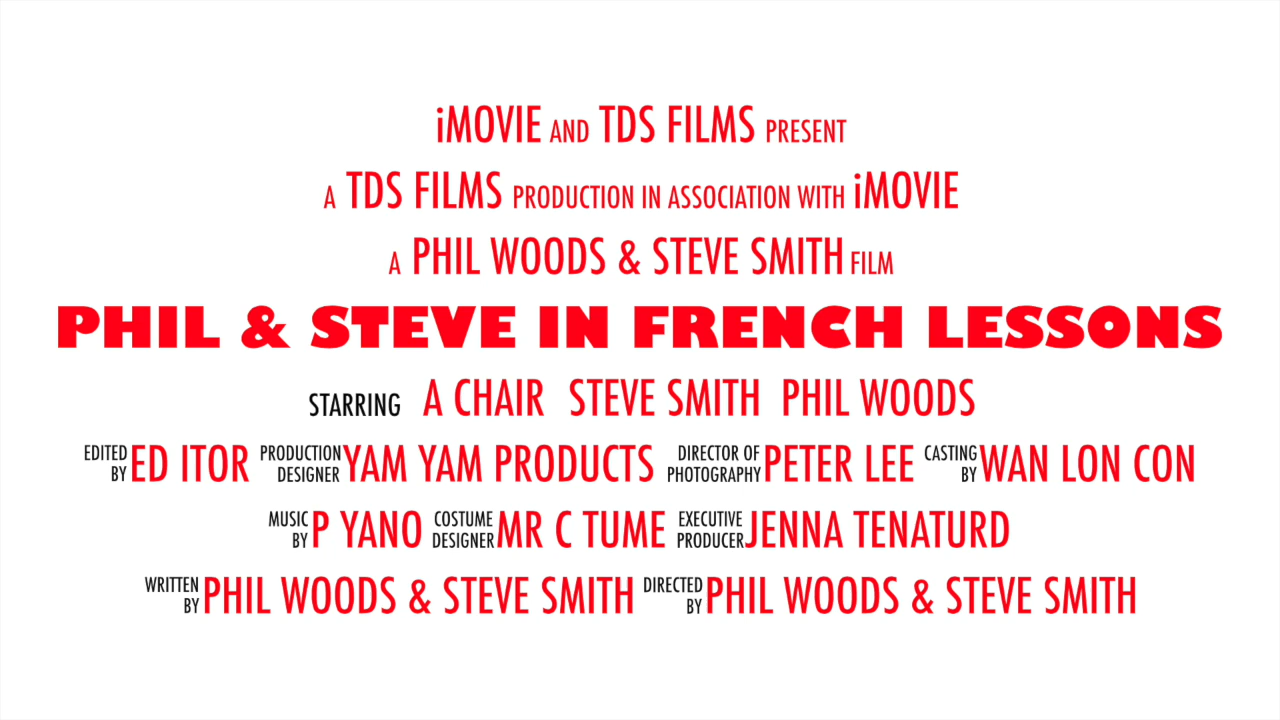 iMOVIE AND TDS FILMS PRESENT
A TDS FILMS PRODUCTION IN ASSOCIATION WITH iMOVIE
A PHIL WOODS & STEVE SMITH FILM
PHIL & STEVE IN FRENCH LESSONS
STARRING A CHAIR STEVE SMITH PHIL WOODS
EDITED BY ED ITOR PRODUCTION DESIGNER YAM YAM PRODUCTS DIRECTOR OF PHOTOGRAPHY PETER LEE CASTING BY WAN LON CON
MUSIC BY P YANO COSTUME DESIGNER MR C TUME EXECUTIVE PRODUCER JENNA TENATURD
WRITTEN BY PHIL WOODS & STEVE SMITH DIRECTED BY PHIL WOODS & STEVE SMITH